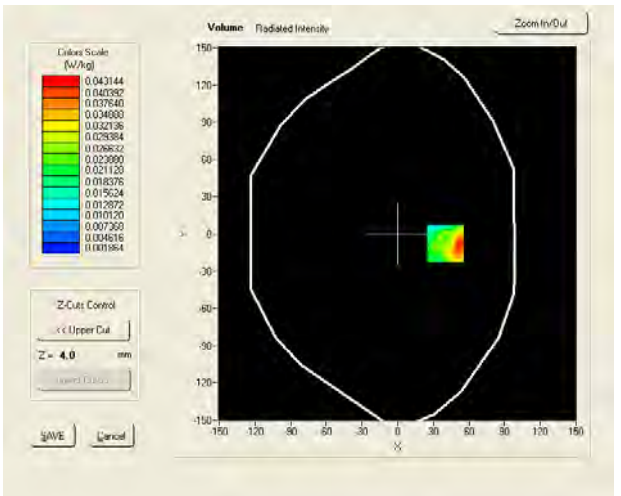 Volume Radiated Intensity
Zoom In/Out
Colors Scale
(W/kg)
0.043144
0.040392
0.037640
0.034888
0.032136
0.029384
0.026632
0.023880
0.021120
0.018376
0.015624
0.012872
0.010120
0.007368
0.004616
0.001864
150-
120-
90-
60-
30-
0-
-30-
-60-
-90-
-120-
-150-
Y
-150 -120 -90 -60 -30 0 30 60 90 120 150
X
Z-Cuts Control
<< Upper Cut
Z = 4.0 mm
SAVE
Cancel